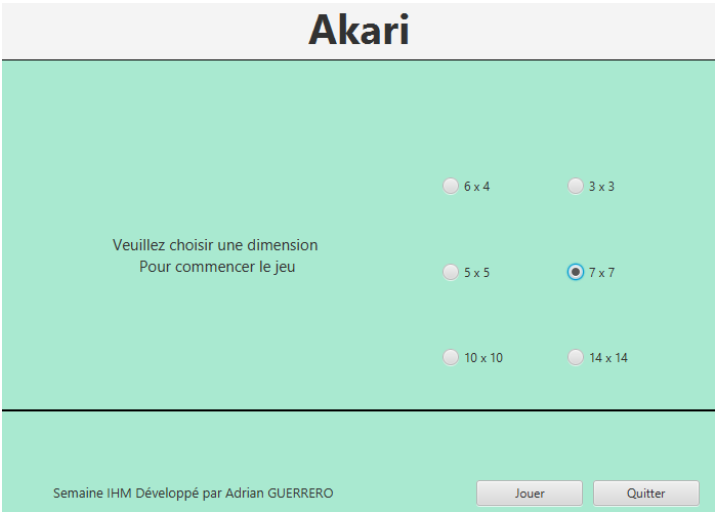 Akari
6 x 4
3 x 3
Veuillez choisir une dimension
Pour commencer le jeu
5 x 5
7 x 7
10 x 10
14 x 14
Semaine IHM Développé par Adrian GUERRERO
Jouer
Quitter